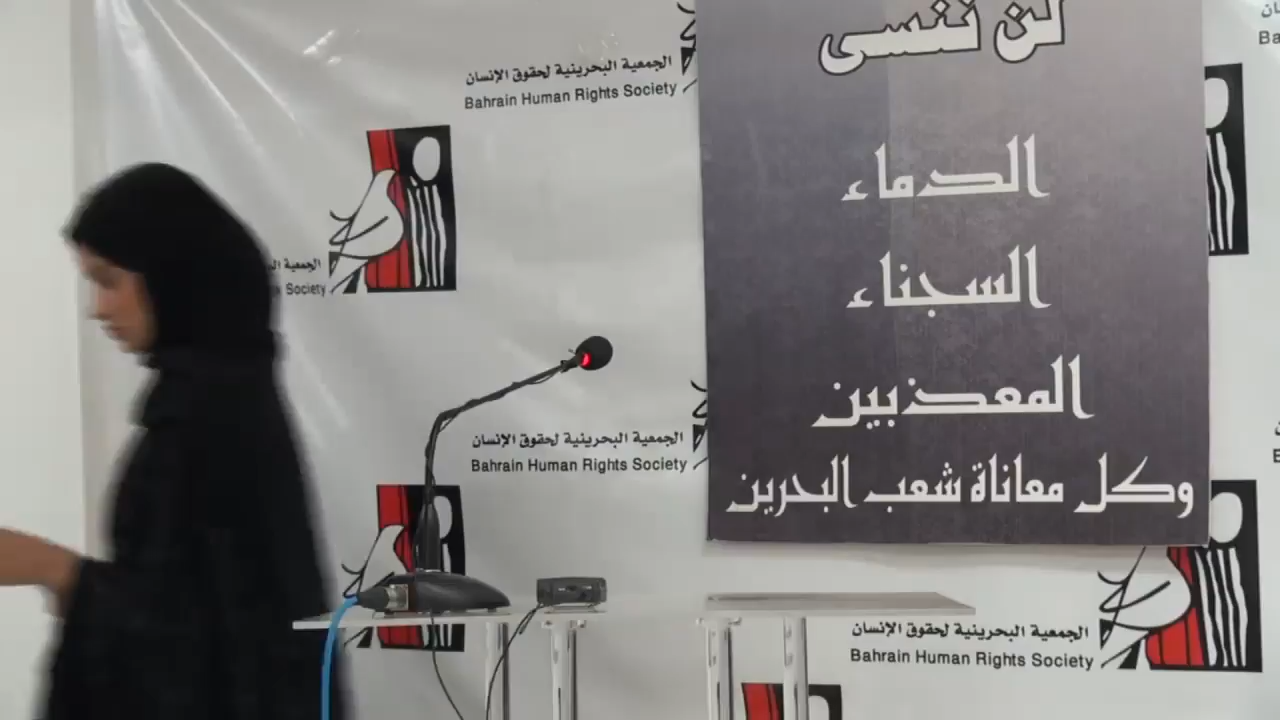 لن ننسى
الدماء
السجناء
المعذبين
وكل معاناة شعب البحرين
الجمعية البحرينية لحقوق الإنسان
Bahrain Human Rights Society
Society
الجمعية البحرينية لحقوق الإنسان
Bahrain Human Rights Society
الجمعية البحرينية لحقوق الإنسان
Bahrain Human Rights Society